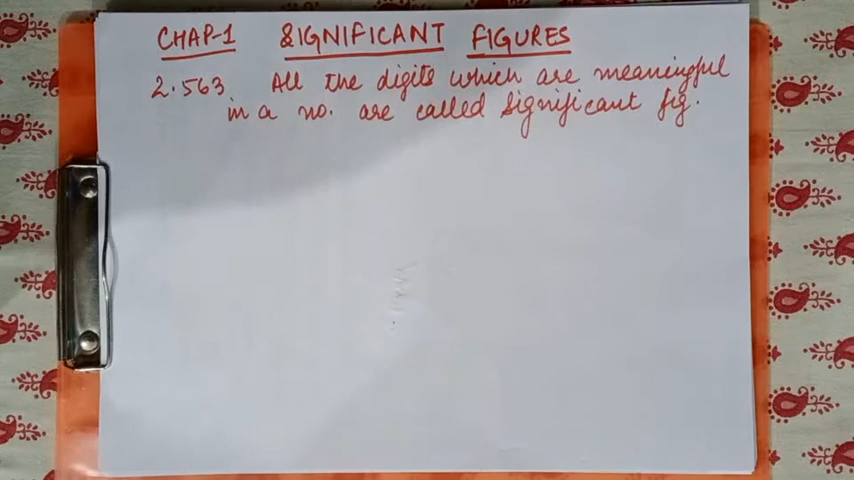 CHAP-1 SIGNIFICANT FIGURES
2.563 All the digits which are meaningful
in a no. are called significant fig.